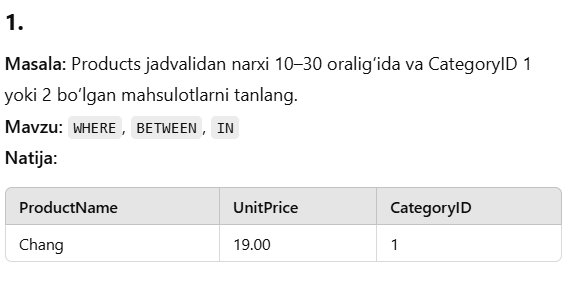 1.
Masala: Products jadvalidan narxi 10–30 oralig‘ida va CategoryID 1
yoki 2 bo‘lgan mahsulotlarni tanlang.
Mavzu: WHERE, BETWEEN, IN
Natija:
ProductName UnitPrice CategoryID
Chang 19.00 1